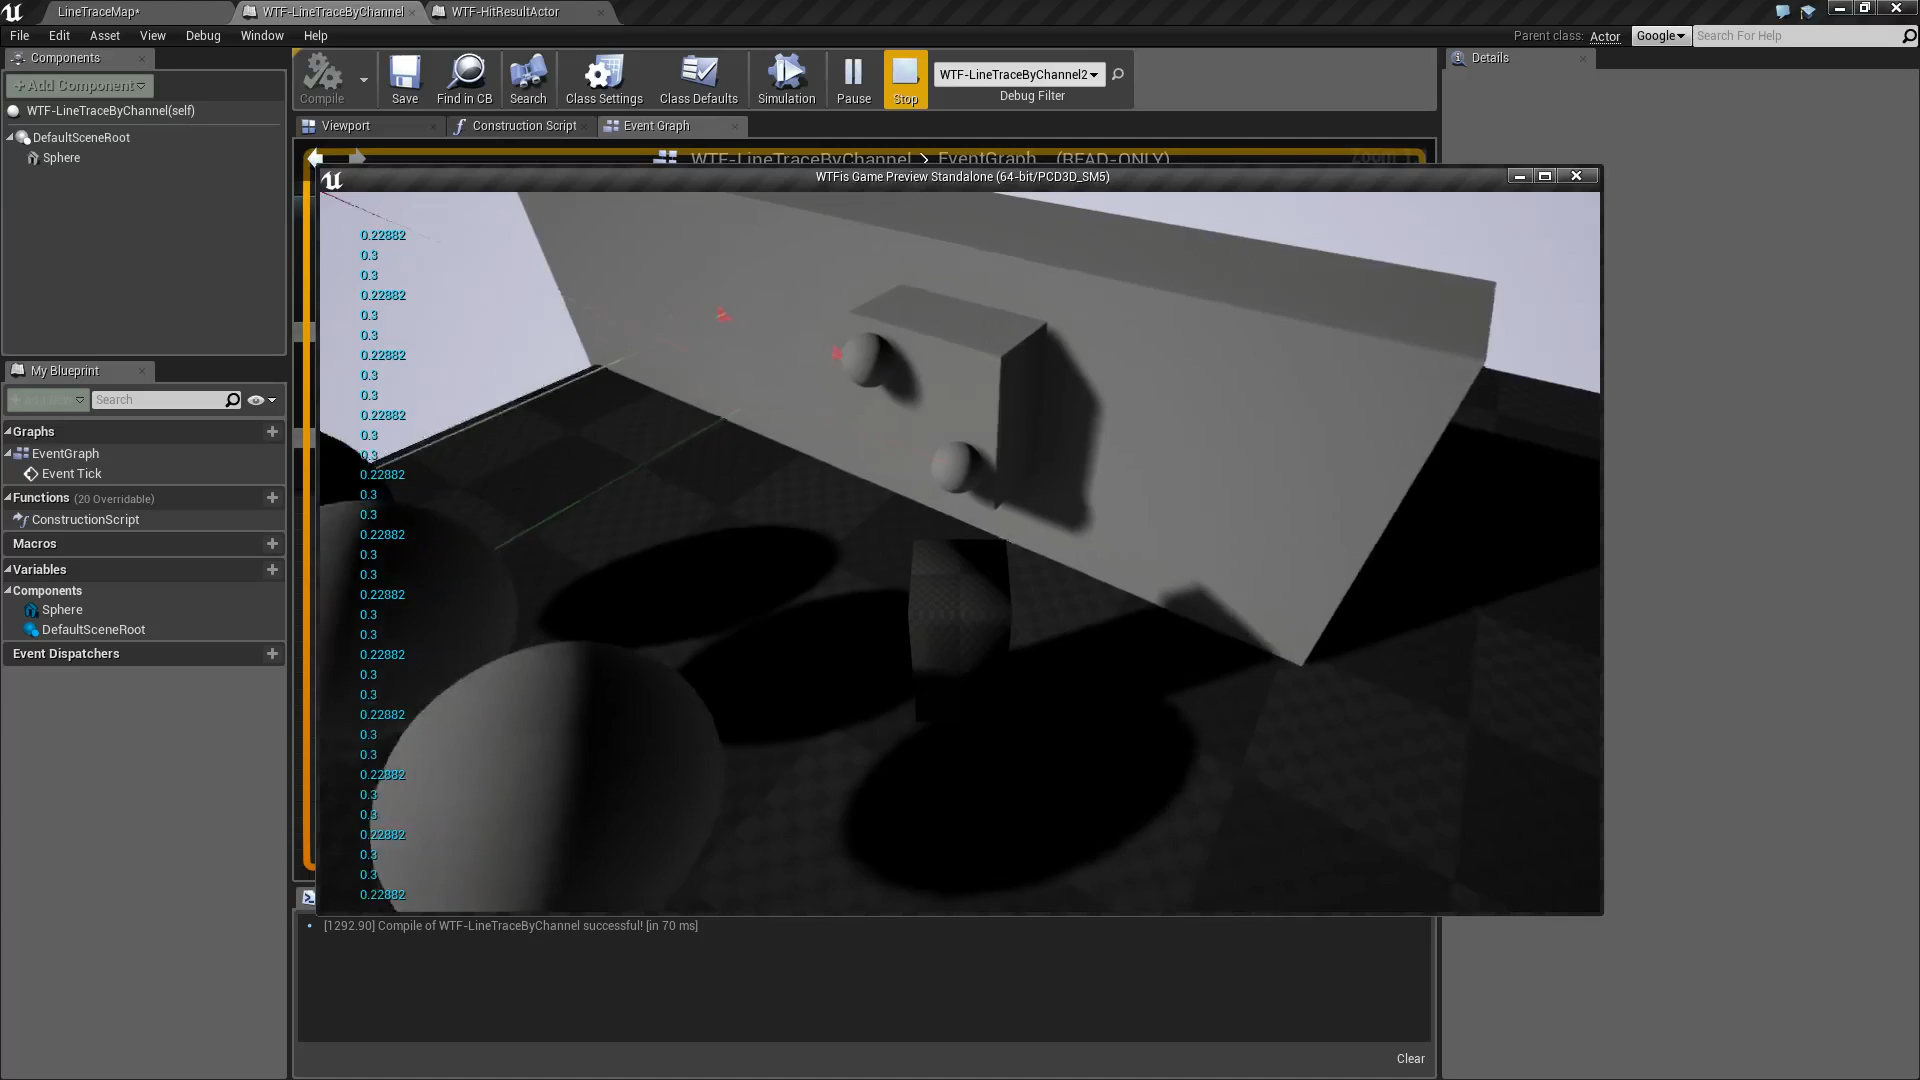 LineTraceMap*
WTF-LineTraceByChannel
WTF-HitResultActor
File Edit Asset View Debug Window Help
Parent class: Actor
Google
Search For Help
Components
+Add Component
WTF-LineTraceByChannel(self)
DefaultSceneRoot
Sphere
Compile
Save
Find in CB
Search
Class Settings
Class Defaults
Simulation
Pause
Stop
WTF-LineTraceByChannel2
Debug Filter
Details
Viewport
Construction Script
Event Graph
WTF-LineTraceByChannel > EventGraph (READ-ONLY)
WTFis Game Preview Standalone (64-bit/PCD3D_SM5)
0.22882
0.3
0.3
0.22882
0.3
0.3
0.22882
0.3
0.3
0.22882
0.3
0.3
0.22882
0.3
0.3
0.22882
0.3
0.3
0.22882
0.3
0.3
0.22882
0.3
0.3
0.22882
0.3
0.3
0.22882
0.3
0.3
0.22882
0.3
0.3
0.22882
My Blueprint
Search
Graphs
EventGraph
Event Tick
Functions (20 Overridable)
ConstructionScript
Macros
Variables
Components
Sphere
DefaultSceneRoot
Event Dispatchers
[1292.90] Compile of WTF-LineTraceByChannel successful! [in 70 ms]
Clear